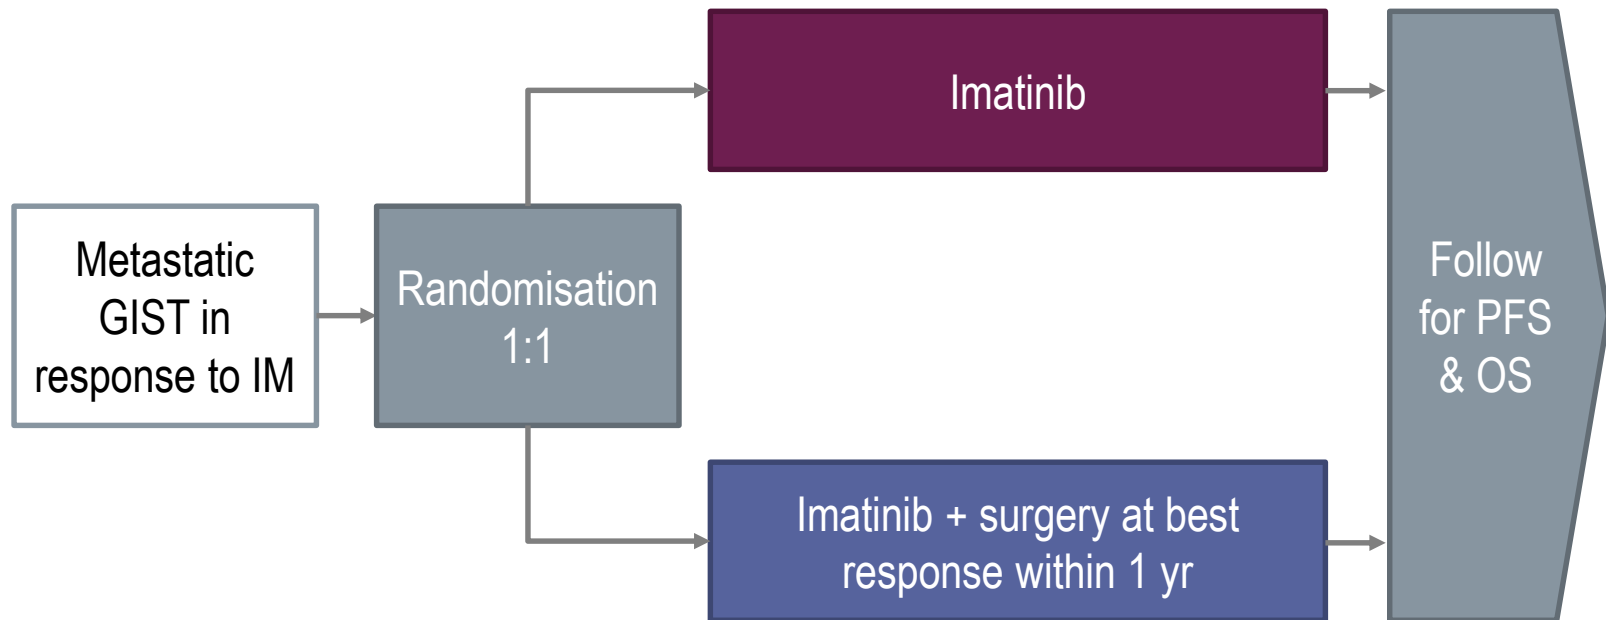 Metastatic
GIST in
response to IM
Randomisation
1:1
Imatinib
Imatinib + surgery at best
response within 1 yr
Follow
for PFS
& OS